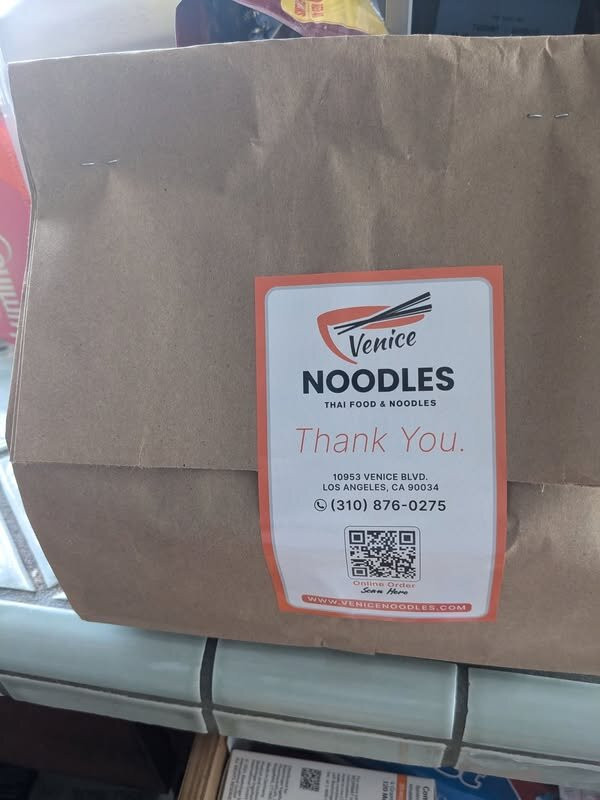 Venice
NOODLES
THAI FOOD & NOODLES
Thank You.
10953 VENICE BLVD.
LOS ANGELES, CA 90034
(310) 876-0275
Online Order
Scan Here
WWW.VENICENOODLES.COM